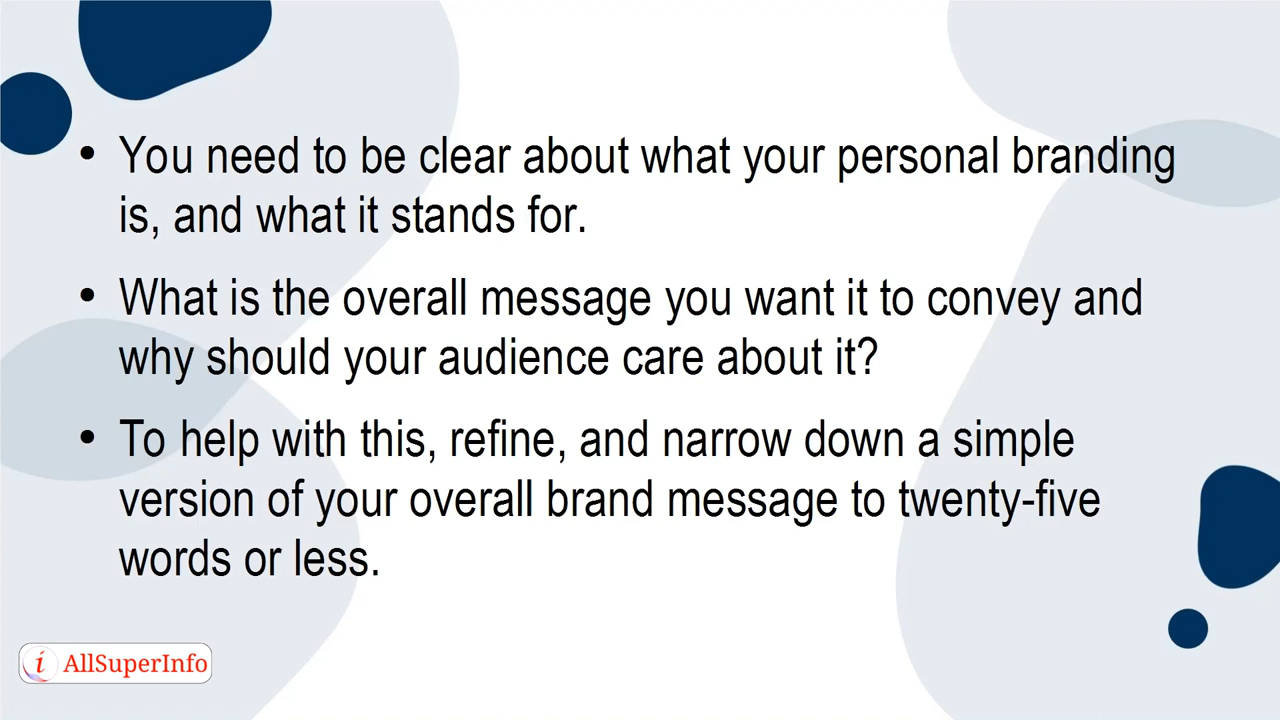 • You need to be clear about what your personal branding
is, and what it stands for.
• What is the overall message you want it to convey and
why should your audience care about it?
• To help with this, refine, and narrow down a simple
version of your overall brand message to twenty-five
words or less.
i AllSuperInfo